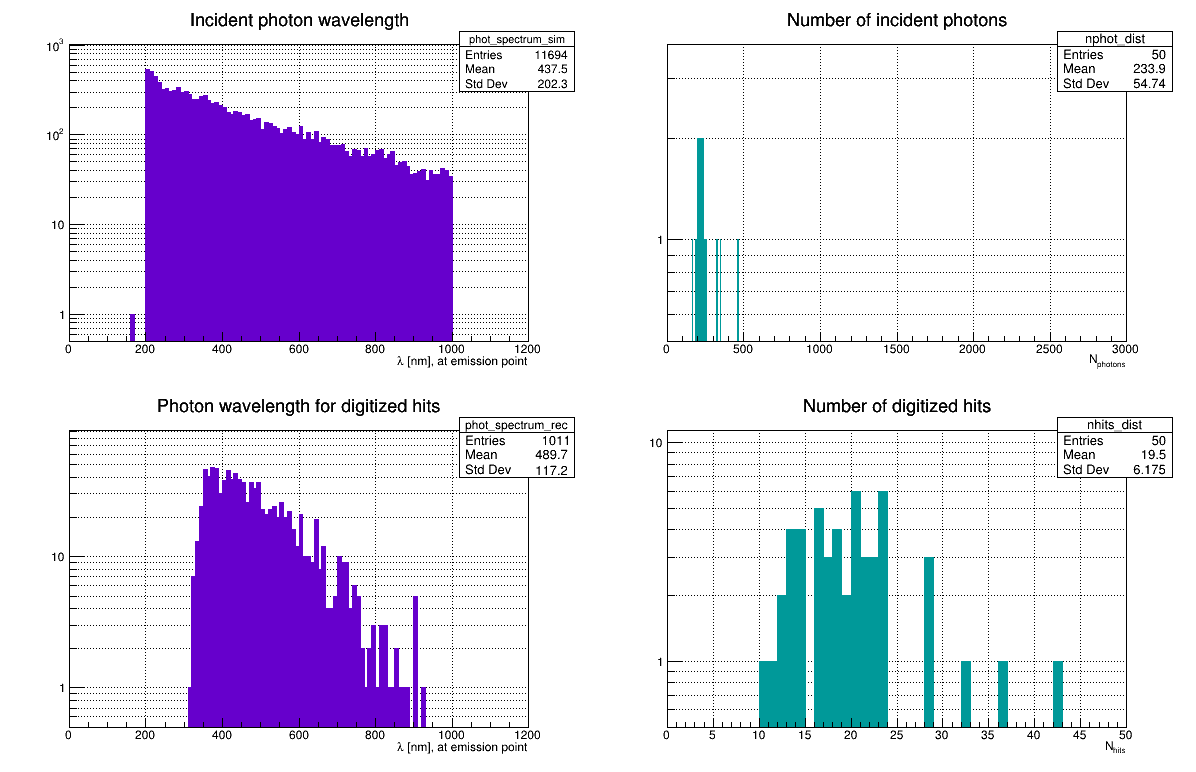 Incident photon wavelength
phot_spectrum_sim
Entries 11694
Mean 437.5
Std Dev 202.3
10^3
10^2
10
1
0 200 400 600 800 1000 1200
λ [nm], at emission point
Number of incident photons
nphot_dist
Entries 50
Mean 233.9
Std Dev 54.74
1
0 500 1000 1500 2000 2500 3000
N_photons
Photon wavelength for digitized hits
phot_spectrum_rec
Entries 1011
Mean 489.7
Std Dev 117.2
10
1
0 200 400 600 800 1000 1200
λ [nm], at emission point
Number of digitized hits
nhits_dist
Entries 50
Mean 19.5
Std Dev 6.175
10
1
0 5 10 15 20 25 30 35 40 45 50
N_hits